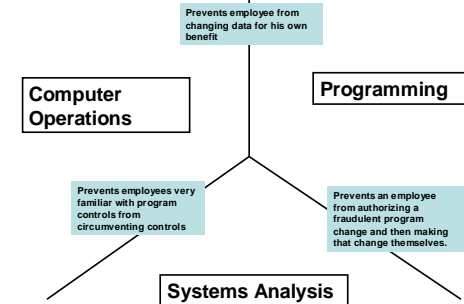 Prevents employee from
changing data for his own
benefit
Computer
Operations
Programming
Prevents employees very
familiar with program
controls from
circumventing controls
Prevents an employee
from authorizing a
fraudulent program
change and then making
that change themselves.
Systems Analysis